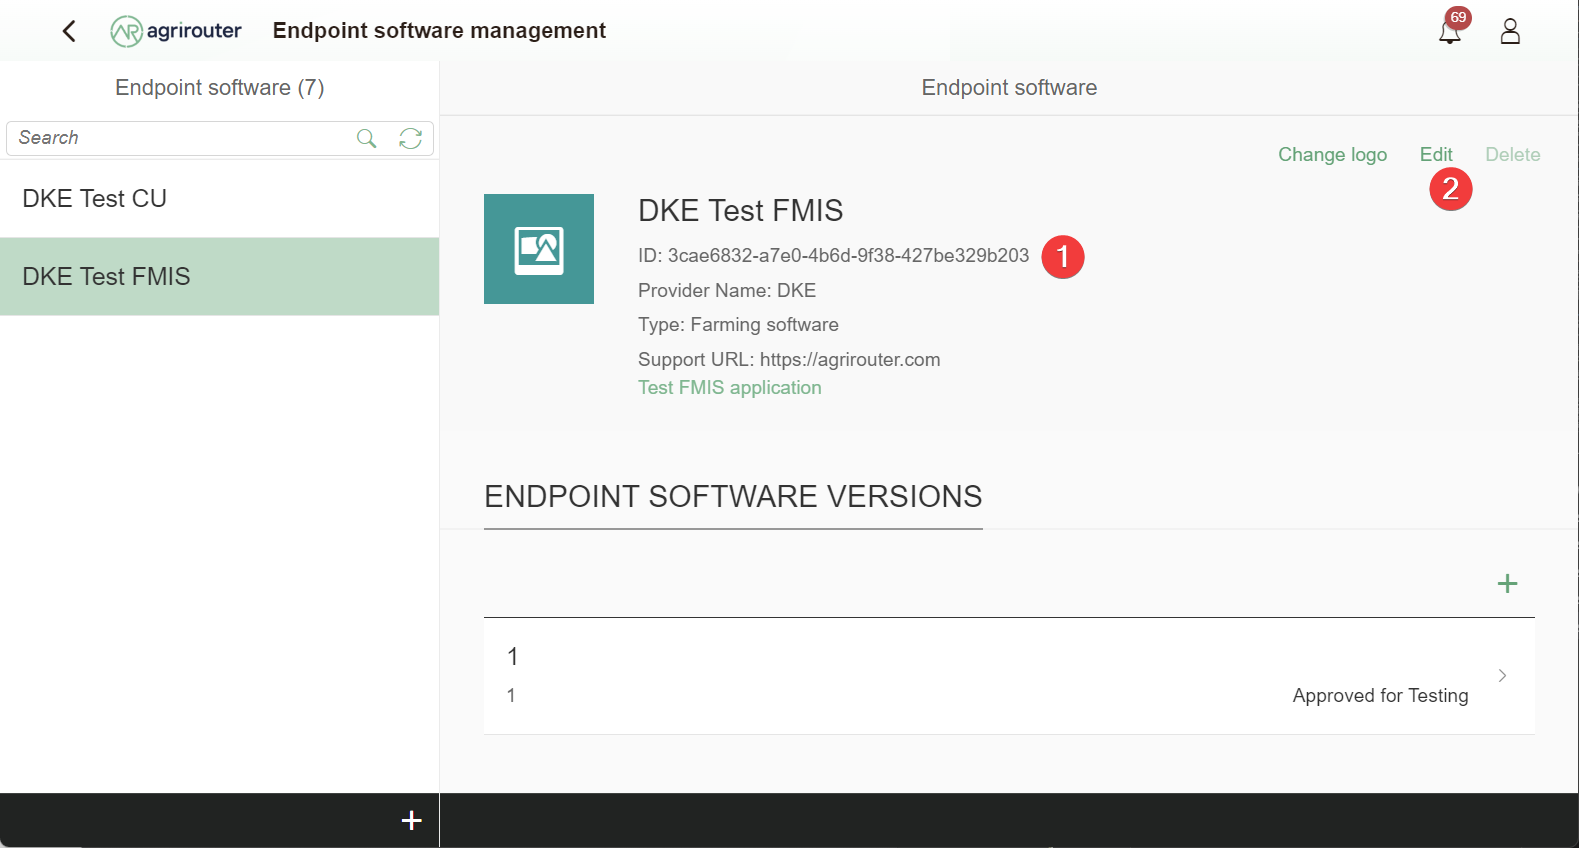 agrirouter
Endpoint software management
69
Endpoint software (7)
Endpoint software
Search
Change logo
Edit
Delete
2
DKE Test CU
DKE Test FMIS
DKE Test FMIS
ID: 3cae6832-a7e0-4b6d-9f38-427be329b203
1
Provider Name: DKE
Type: Farming software
Support URL: https://agrirouter.com
Test FMIS application
ENDPOINT SOFTWARE VERSIONS
1
1
Approved for Testing